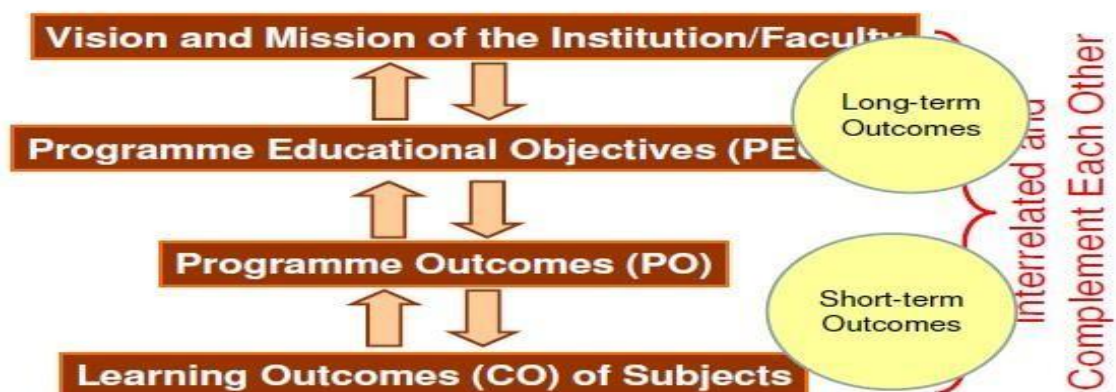 Vision and Mission of the Institution/Faculty
Long-term
Outcomes
Programme Educational Objectives (PEO
Programme Outcomes (PO)
Short-term
Outcomes
Learning Outcomes (CO) of Subjects
Interrelated and
Complement Each Other